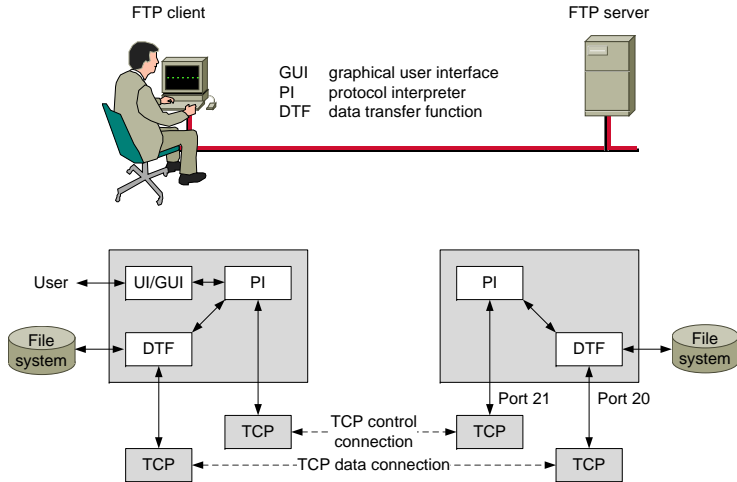 FTP client
FTP server
GUI graphical user interface
PI protocol interpreter
DTF data transfer function
User
UI/GUI
PI
PI
File
system
DTF
DTF
File
system
Port 21
Port 20
TCP
TCP control
connection
TCP
TCP
TCP data connection
TCP